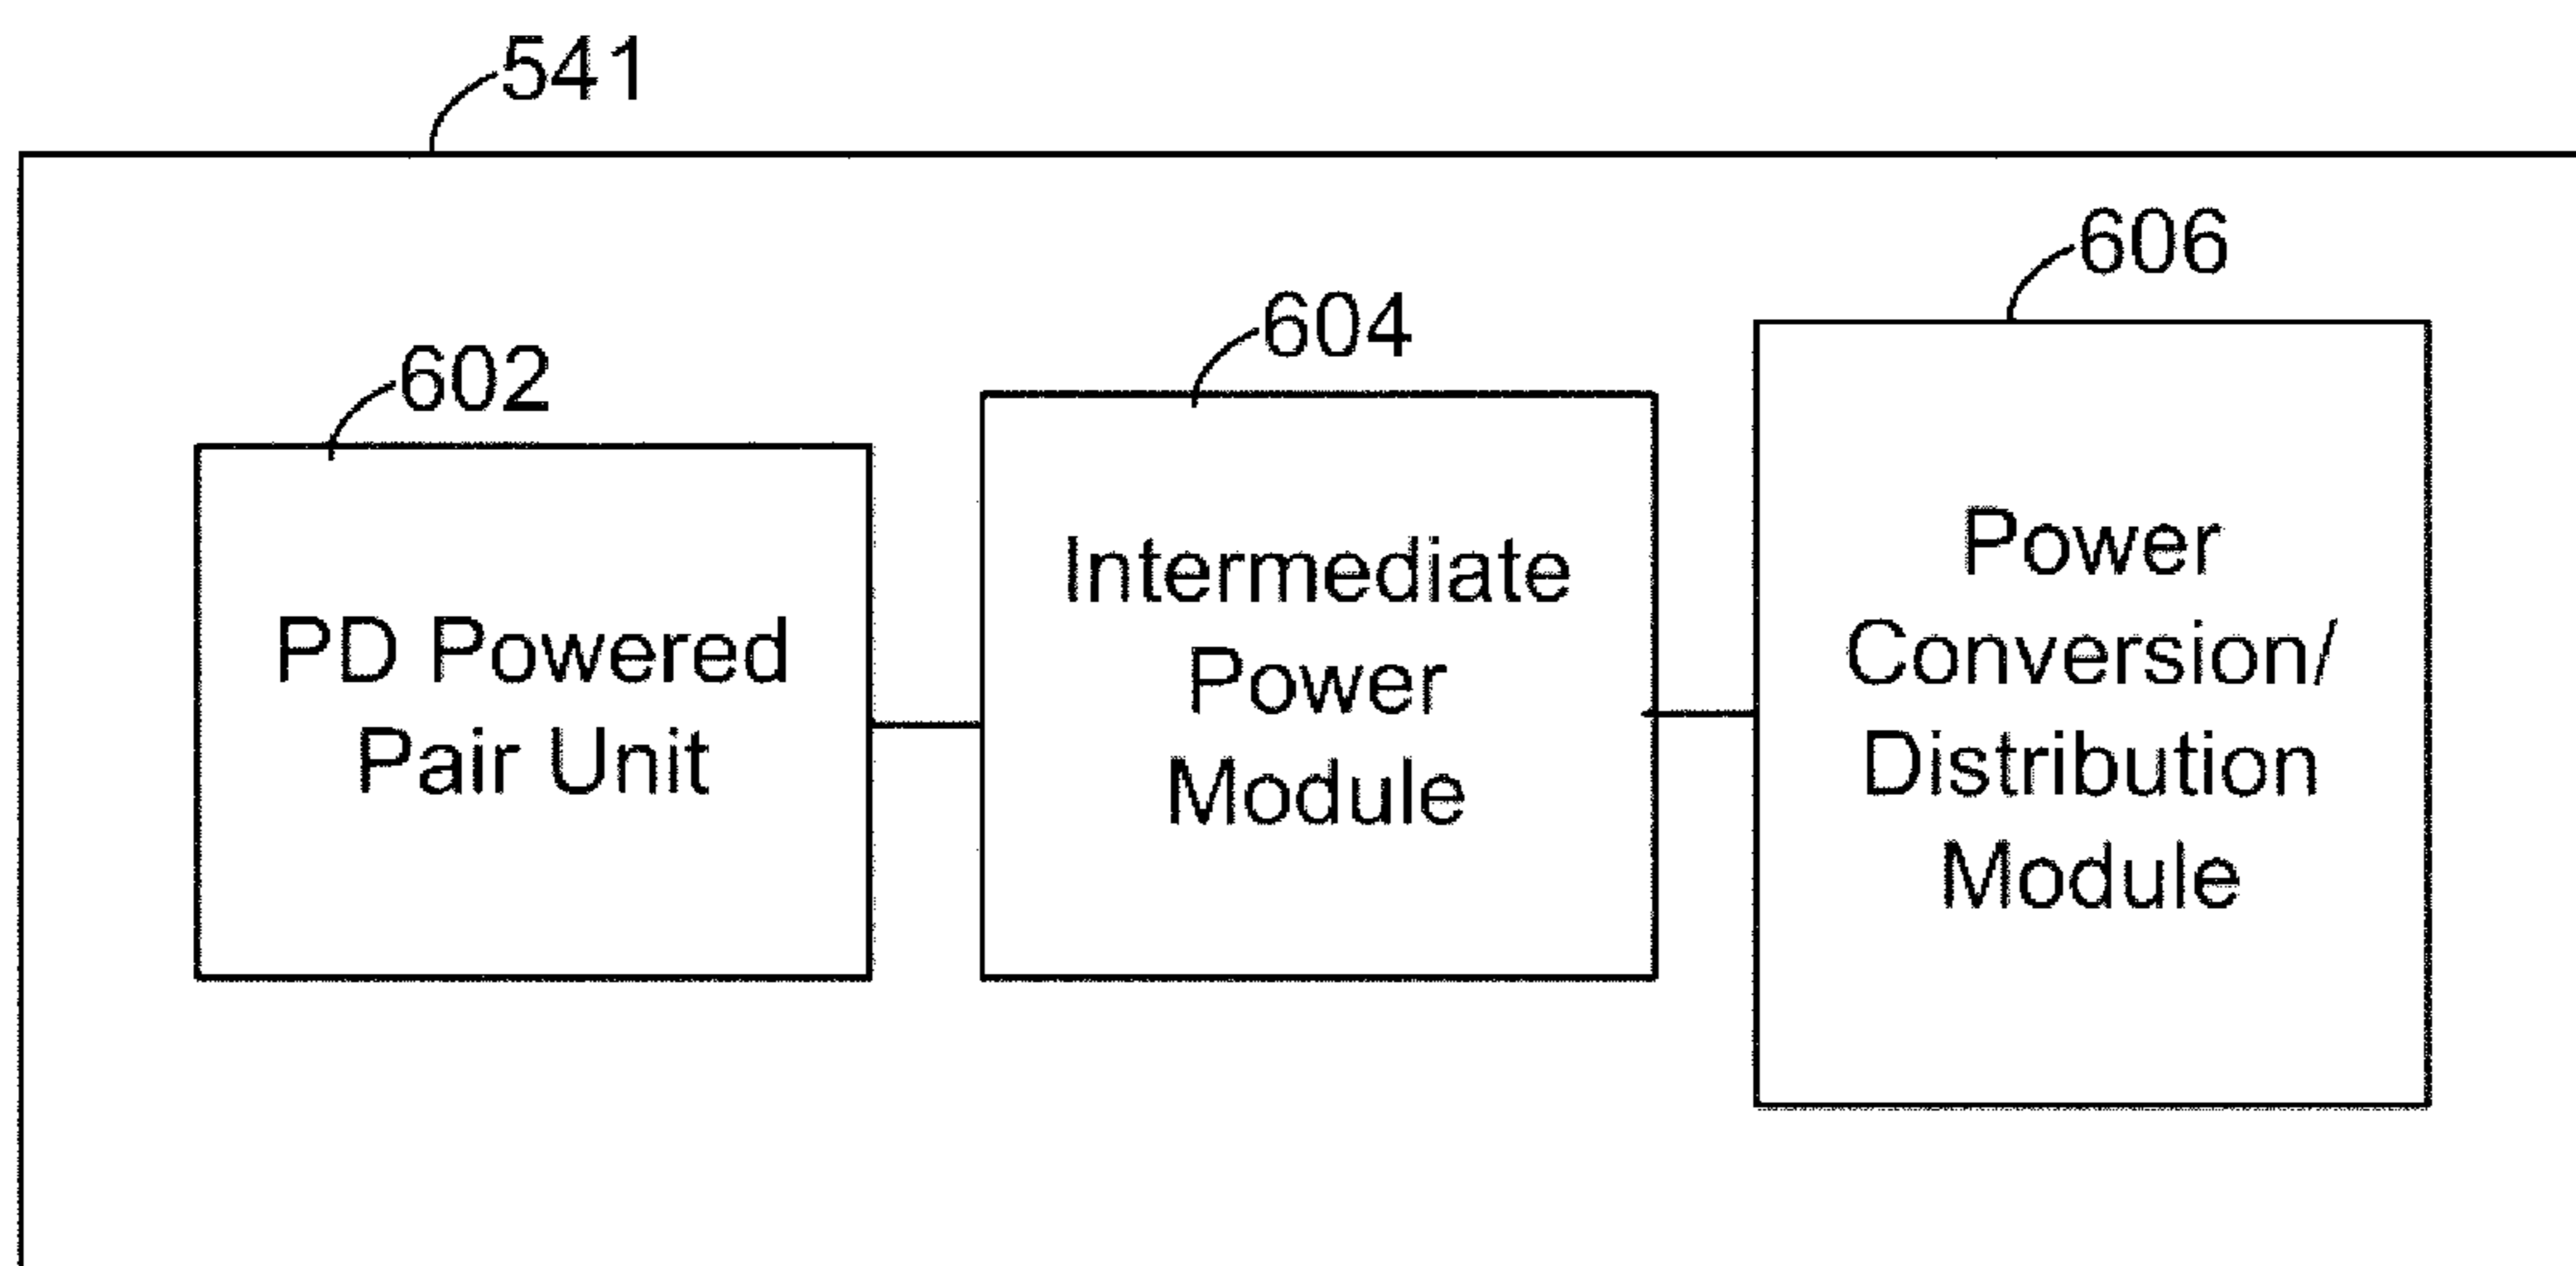 541
606
604
602
PD Powered
Pair Unit
Intermediate
Power
Module
Power
Conversion/
Distribution
Module